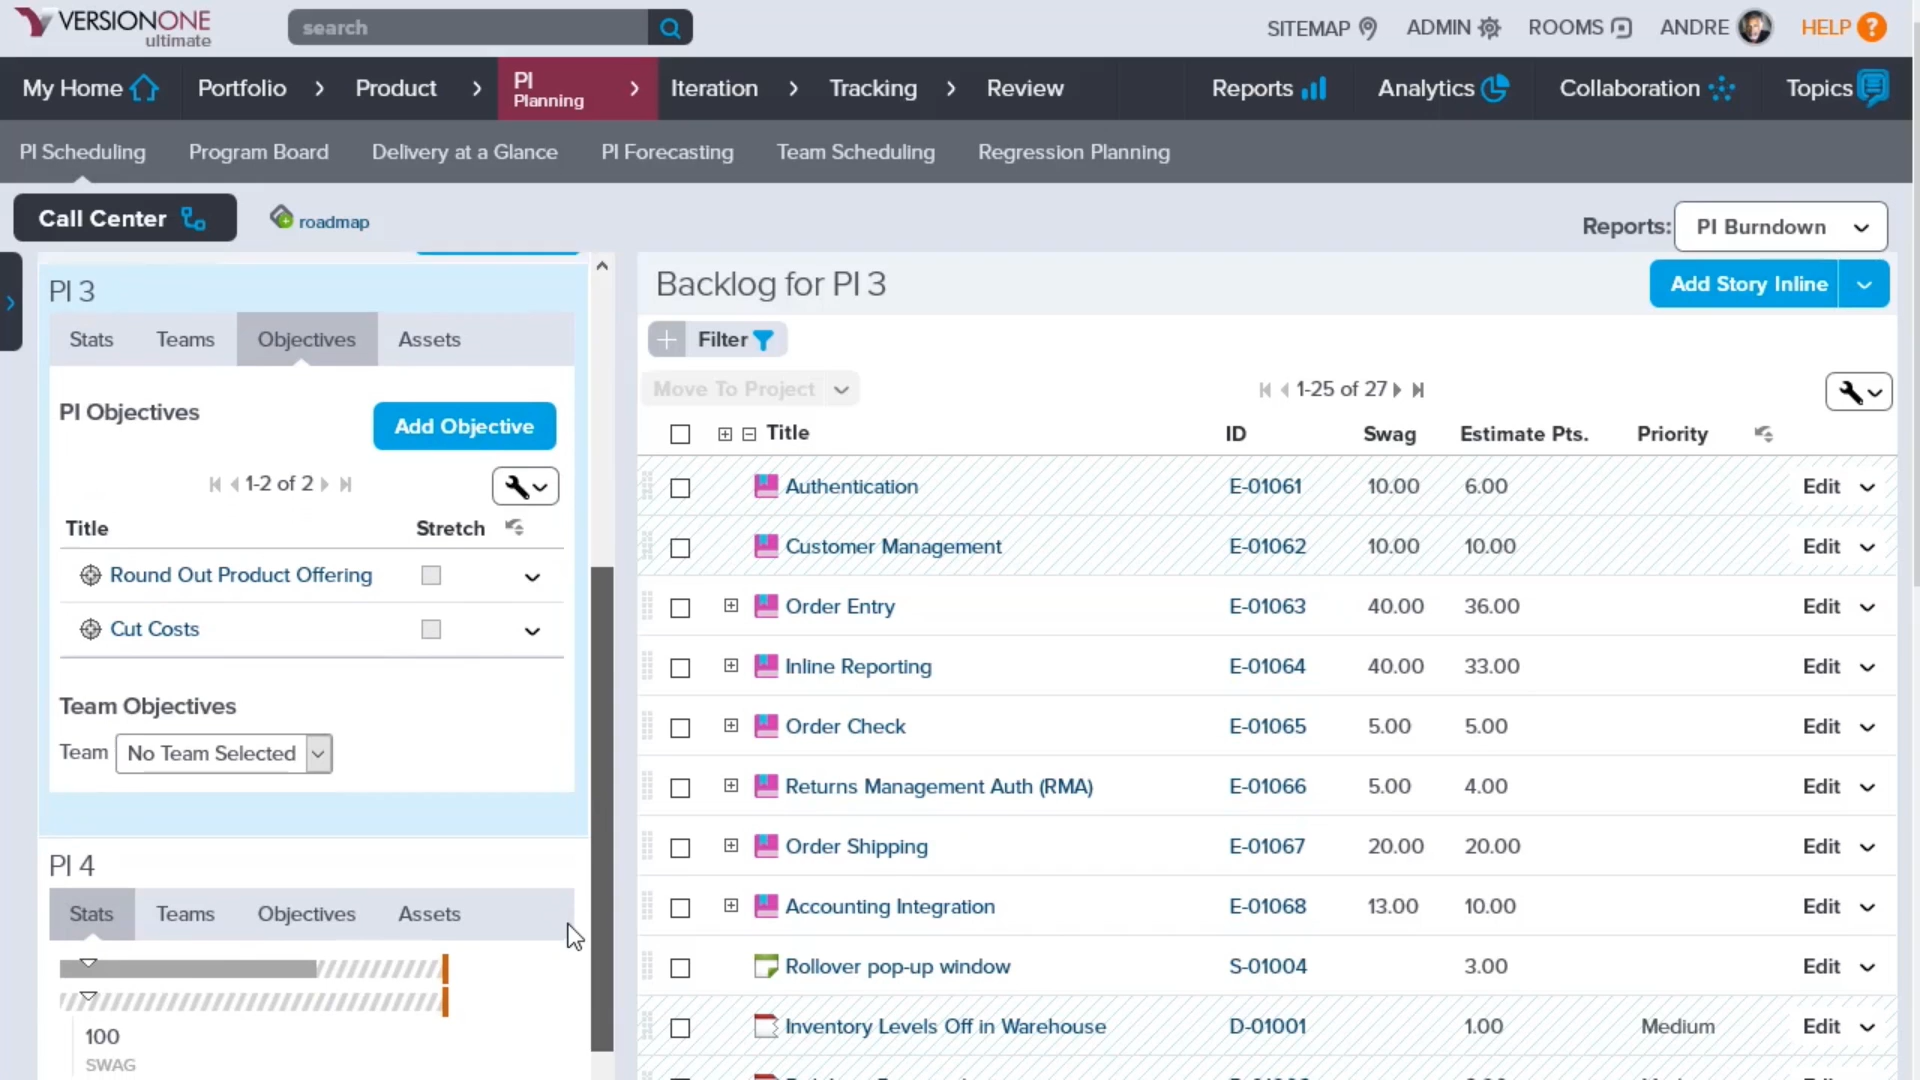 VERSIONONE
ultimate
search
SITEMAP ADMIN ROOMS ANDRE HELP ?
My Home Portfolio Product PI Planning Iteration Tracking Review Reports Analytics Collaboration Topics
PI Scheduling Program Board Delivery at a Glance PI Forecasting Team Scheduling Regression Planning
Call Center roadmap Reports: PI Burndown
PI 3
Stats Teams Objectives Assets
PI Objectives Add Objective
1-2 of 2
Title Stretch
Round Out Product Offering
Cut Costs
Team Objectives
Team No Team Selected
PI 4
Stats Teams Objectives Assets
100
SWAG
Backlog for PI 3 Add Story Inline
Filter
Move To Project 1-25 of 27
Title ID Swag Estimate Pts. Priority
Authentication E-01061 10.00 6.00 Edit
Customer Management E-01062 10.00 10.00 Edit
Order Entry E-01063 40.00 36.00 Edit
Inline Reporting E-01064 40.00 33.00 Edit
Order Check E-01065 5.00 5.00 Edit
Returns Management Auth (RMA) E-01066 5.00 4.00 Edit
Order Shipping E-01067 20.00 20.00 Edit
Accounting Integration E-01068 13.00 10.00 Edit
Rollover pop-up window S-01004 3.00 Edit
Inventory Levels Off in Warehouse D-01001 1.00 Medium Edit